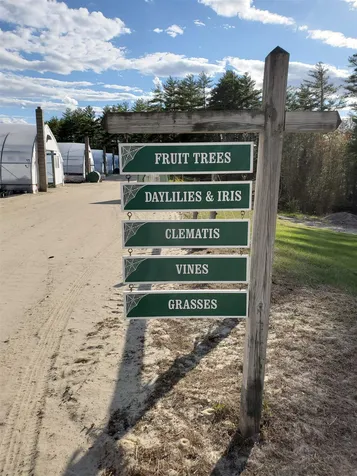 FRUIT TREES
DAYLILIES & IRIS
CLEMATIS
VINES
GRASSES